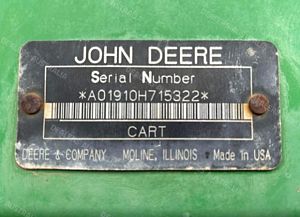 JOHN DEERE
Serial Number
*A01910H715322*
CART
DEERE & COMPANY MOLINE, ILLINOIS Made in USA